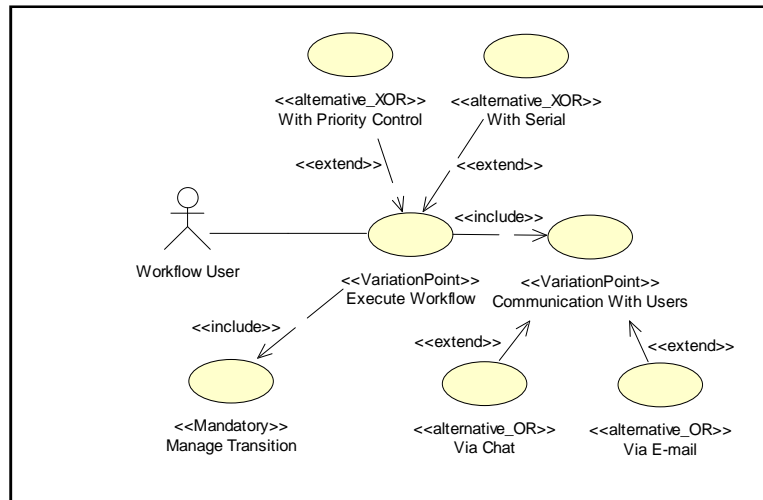 <<alternative_XOR>>
With Priority Control
<<alternative_XOR>>
With Serial
<<extend>>
<<extend>>
<<include>>
Workflow User
<<VariationPoint>>
Execute Workflow
<<VariationPoint>>
Communication With Users
<<include>>
<<extend>>
<<extend>>
<<Mandatory>>
Manage Transition
<<alternative_OR>>
Via Chat
<<alternative_OR>>
Via E-mail